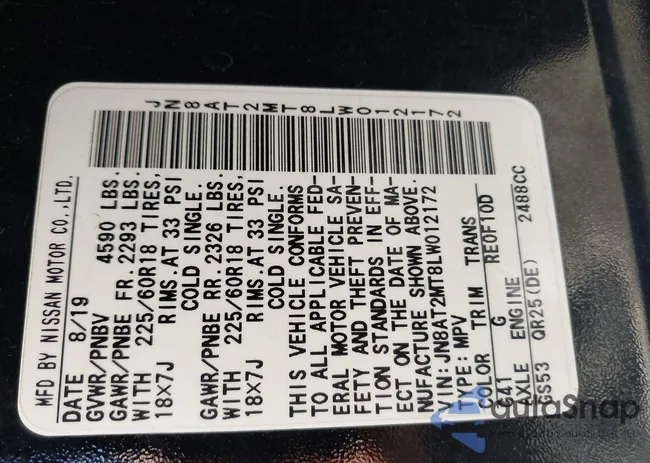 JN8AT2MT8LW012172
MFD BY NISSAN MOTOR CO.,LTD.
DATE 8/19
GVWR/PNBV 4590 LBS.
GAWR/PNBE FR. 2293 LBS.
WITH 225/60R18 TIRES,
18X7J RIMS.AT 33 PSI
COLD SINGLE.
GAWR/PNBE RR. 2326 LBS.
WITH 225/60R18 TIRES,
18X7J RIMS.AT 33 PSI
COLD SINGLE.
THIS VEHICLE CONFORMS
TO ALL APPLICABLE FED-
ERAL MOTOR VEHICLE SA-
FETY AND THEFT PREVEN-
TION STANDARDS IN EFF-
ECT ON THE DATE OF MA-
NUFACTURE SHOWN ABOVE.
VIN:JN8AT2MT8LW012172
TYPE: MPV
COLOR TRIM TRANS
G41 G RE0F10D
AXLE ENGINE
GS53 QR25(DE) 2488CC
autoSnap